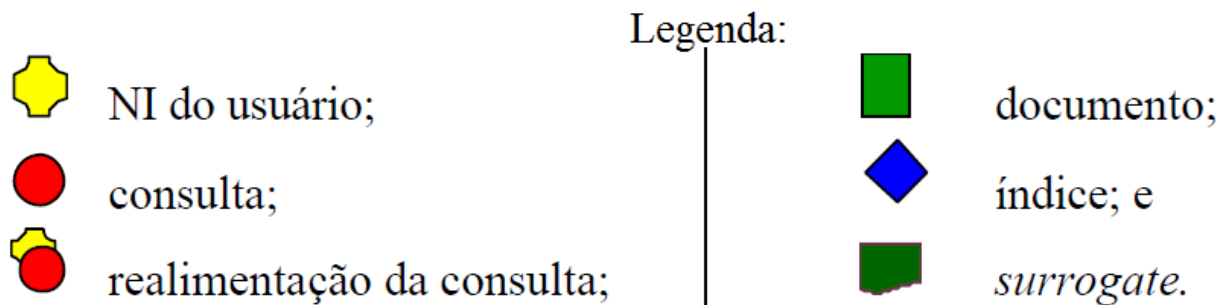 Legenda:
NI do usuário;
consulta;
realimentação da consulta;
documento;
índice; e
surrogate.